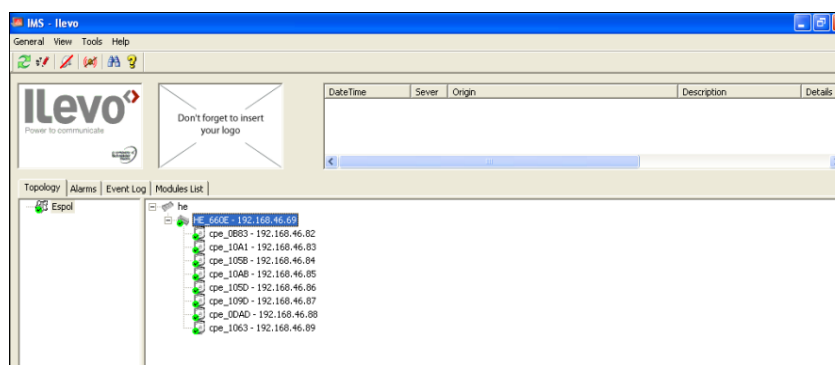 IMS - Ilevo
General View Tools Help
ILevo
Power to communicate
Don't forget to insert
your logo
DateTime Sever Origin Description Details
Topology Alarms Event Log Modules List
Espol
he
HE_660E - 192.168.46.69
cpe_0B83 - 192.168.46.82
cpe_10A1 - 192.168.46.83
cpe_105B - 192.168.46.84
cpe_10AB - 192.168.46.85
cpe_105D - 192.168.46.86
cpe_109D - 192.168.46.87
cpe_0DAD - 192.168.46.88
cpe_1063 - 192.168.46.89